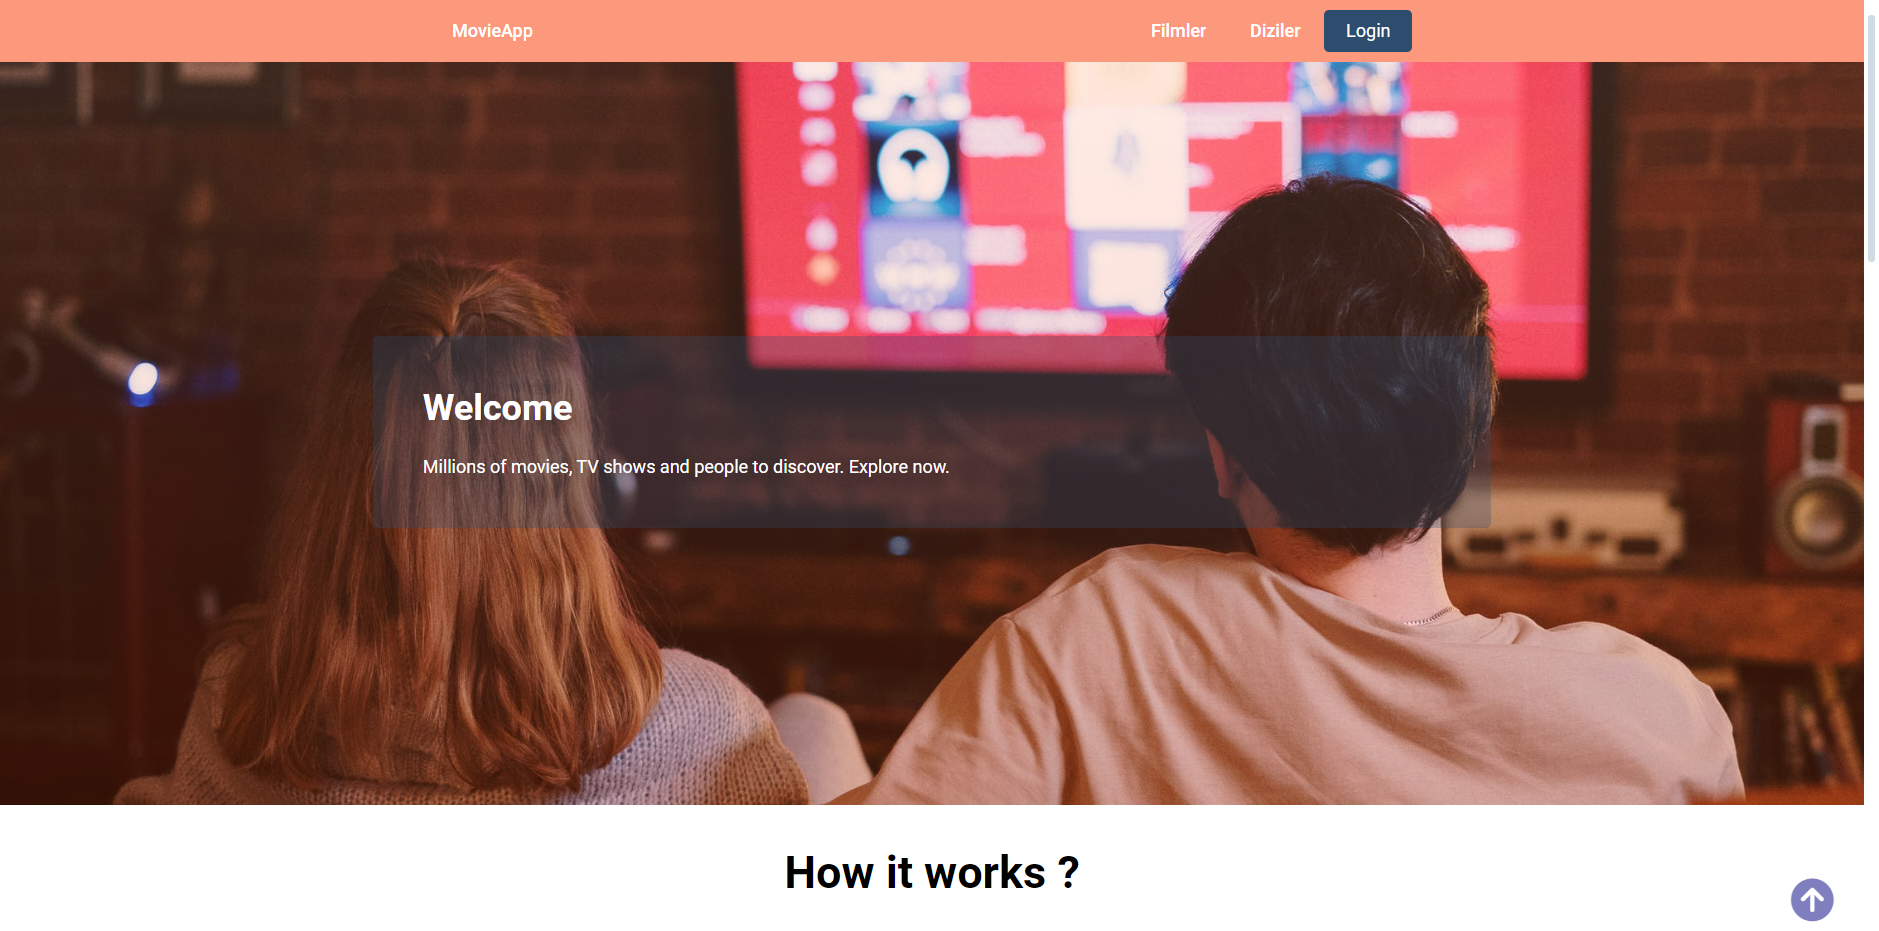 MovieApp
Filmler
Diziler
Login
Welcome
Millions of movies, TV shows and people to discover. Explore now.
How it works ?